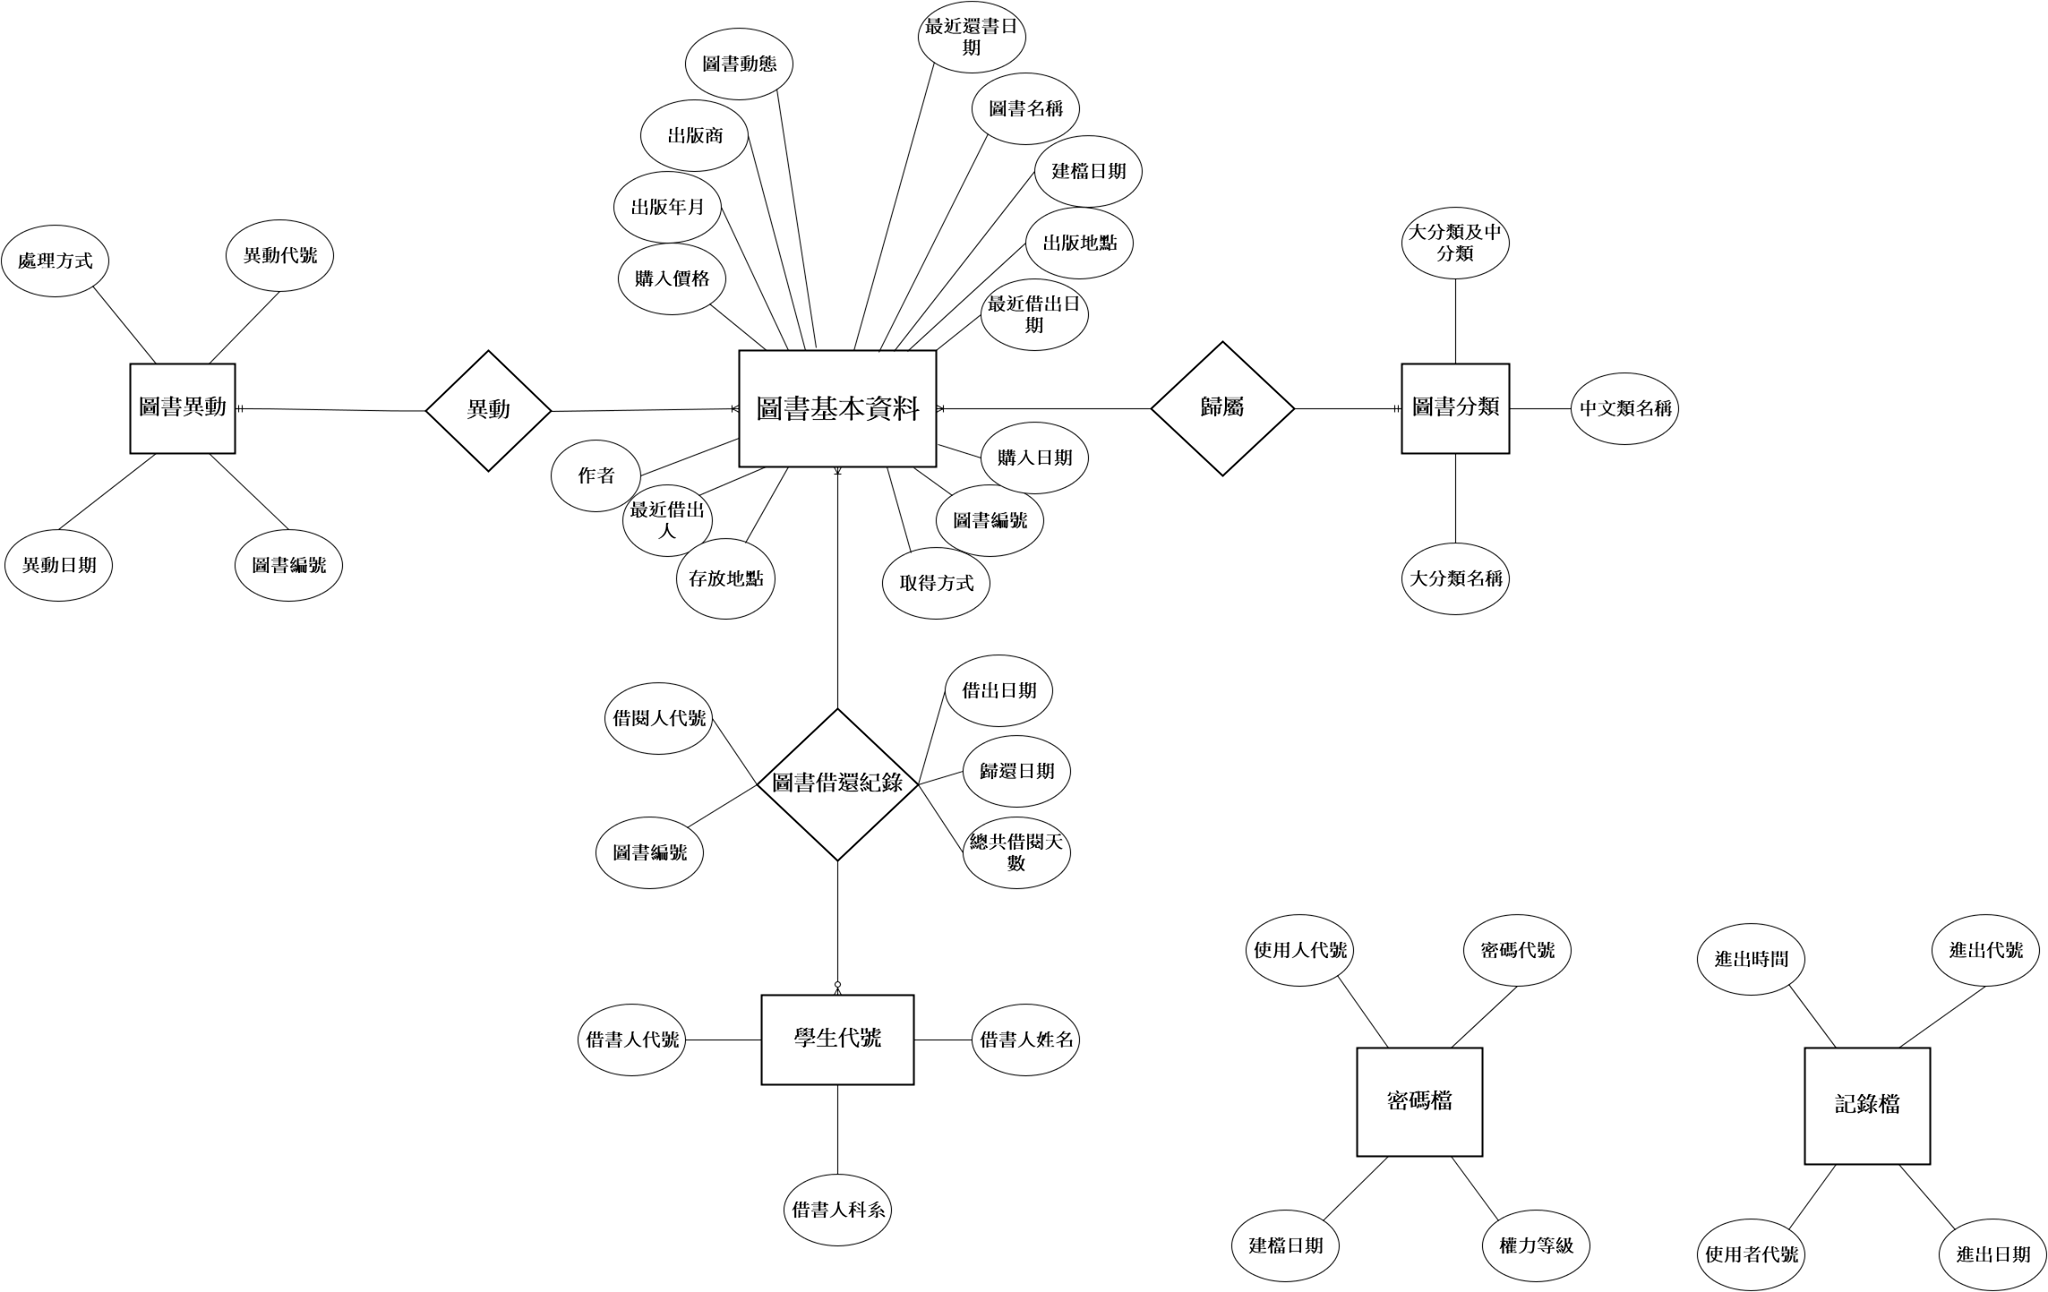 最近還書日
期
圖書動態
圖書名稱
出版商
建檔日期
出版年月
出版地點
購入價格
最近借出日
期
處理方式
異動代號
大分類及中
分類
圖書異動
異動
圖書基本資料
歸屬
圖書分類
中文類名稱
作者
購入日期
最近借出
人
圖書編號
存放地點
取得方式
異動日期
圖書編號
大分類名稱
借閱人代號
借出日期
圖書借還紀錄
歸還日期
圖書編號
總共借閱天
數
借書人代號
學生代號
借書人姓名
借書人科系
使用人代號
密碼代號
密碼檔
建檔日期
權力等級
進出時間
進出代號
記錄檔
使用者代號
進出日期